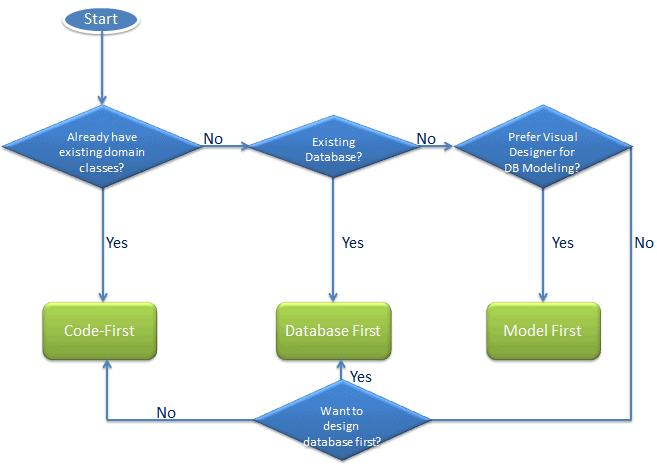 Start
Already have
existing domain
classes?
No
Existing
Database?
No
Prefer Visual
Designer for
DB Modeling?
Yes
Yes
Yes
No
Code-First
Database First
Model First
Yes
No
Want to
design
database first?